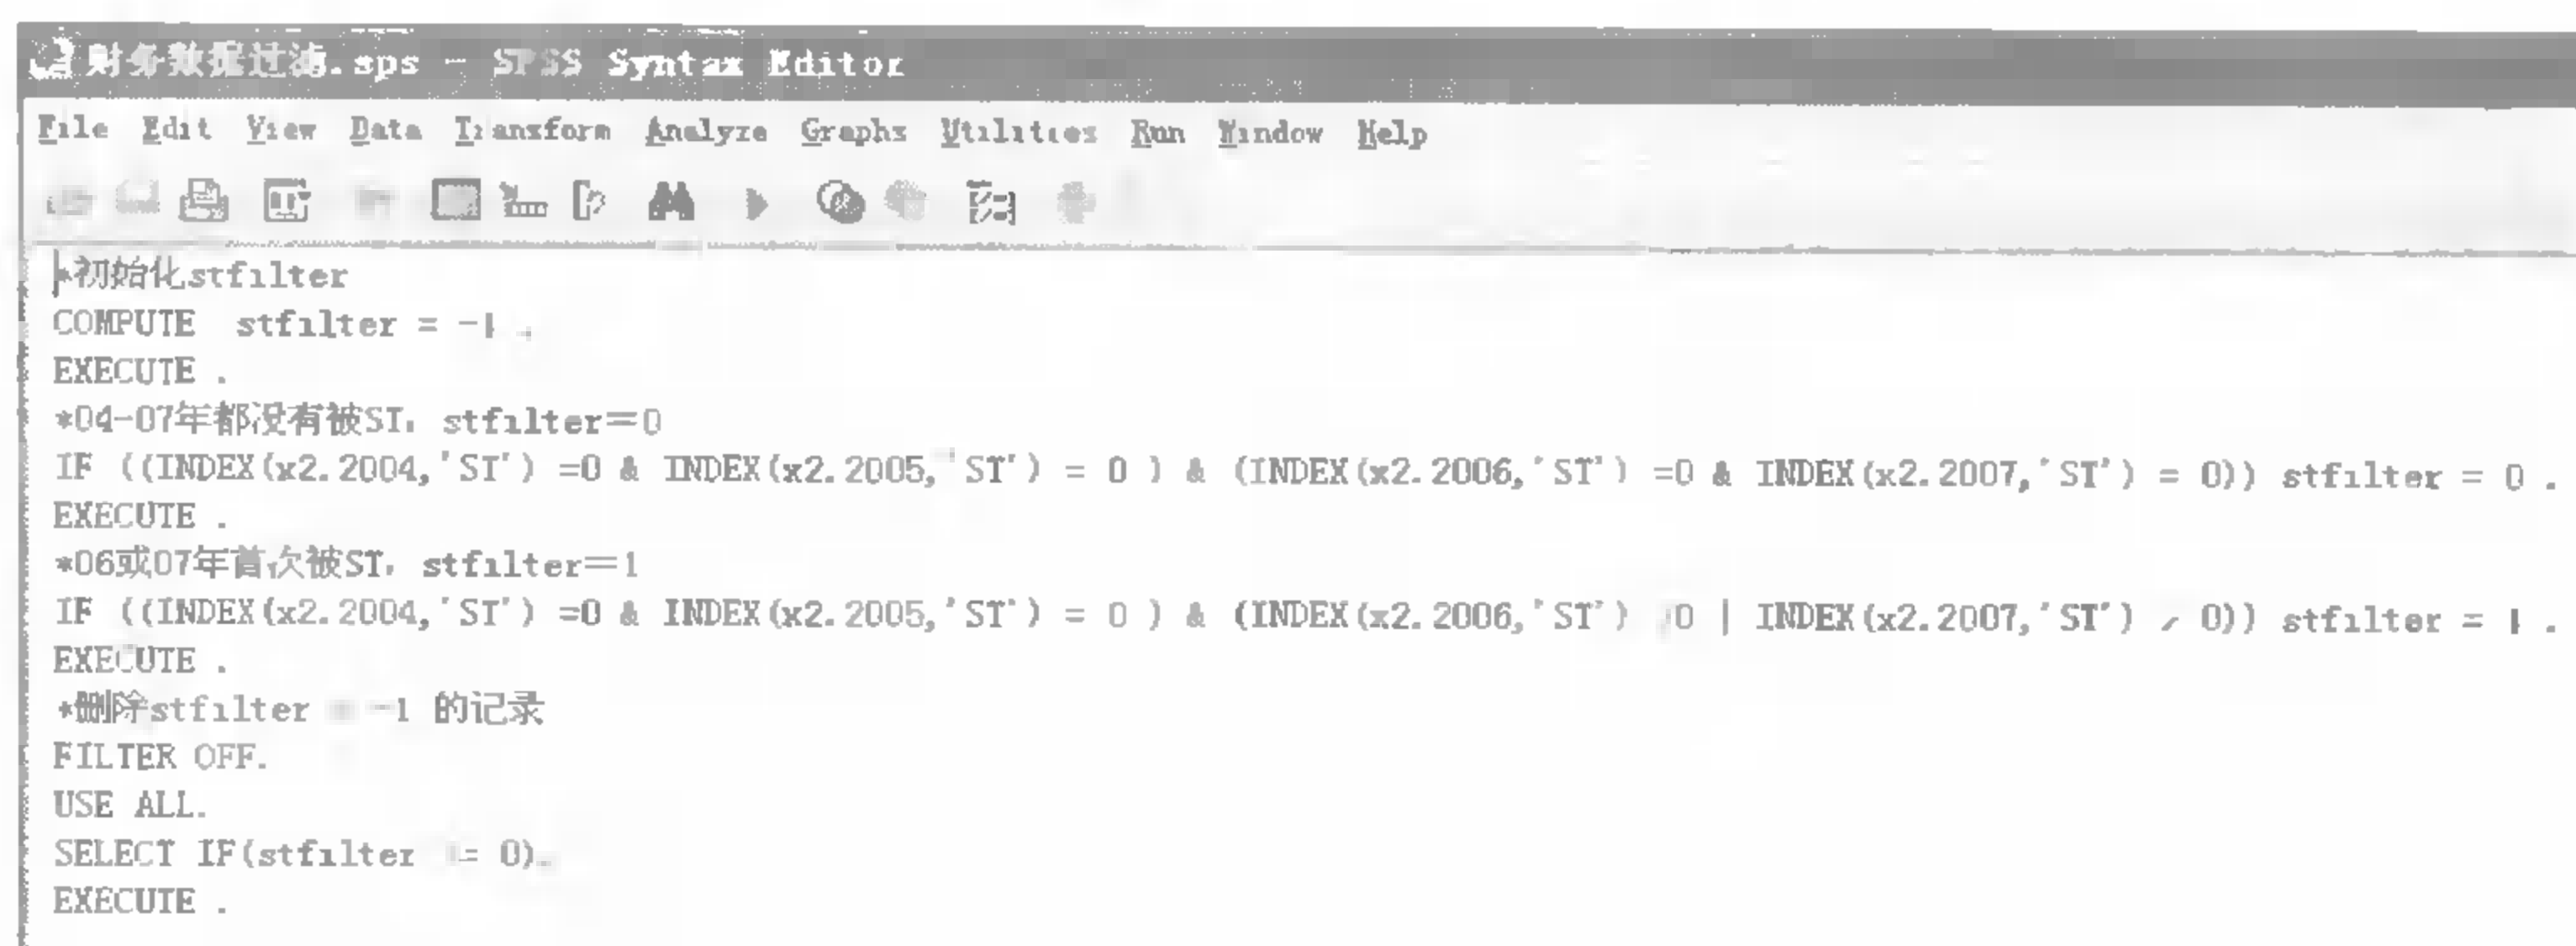 财务数据过滤.sps - SPSS Syntax Editor
File Edit View Data Transform Analyze Graphs Utilities Run Window Help
*初始化stfilter
COMPUTE stfilter = -1 .
EXECUTE .
*04-07年都没有被ST, stfilter=0
IF ((INDEX(x2.2004,'ST') =0 & INDEX(x2.2005,'ST') = 0 ) & (INDEX(x2.2006,'ST') =0 & INDEX(x2.2007,'ST') = 0)) stfilter = 0 .
EXECUTE .
*06或07年首次被ST, stfilter=1
IF ((INDEX(x2.2004,'ST') =0 & INDEX(x2.2005,'ST') = 0 ) & (INDEX(x2.2006,'ST') 0 | INDEX(x2.2007,'ST') 0)) stfilter = 1 .
EXECUTE .
*删除stfilter = -1 的记录
FILTER OFF.
USE ALL.
SELECT IF(stfilter = 0).
EXECUTE .